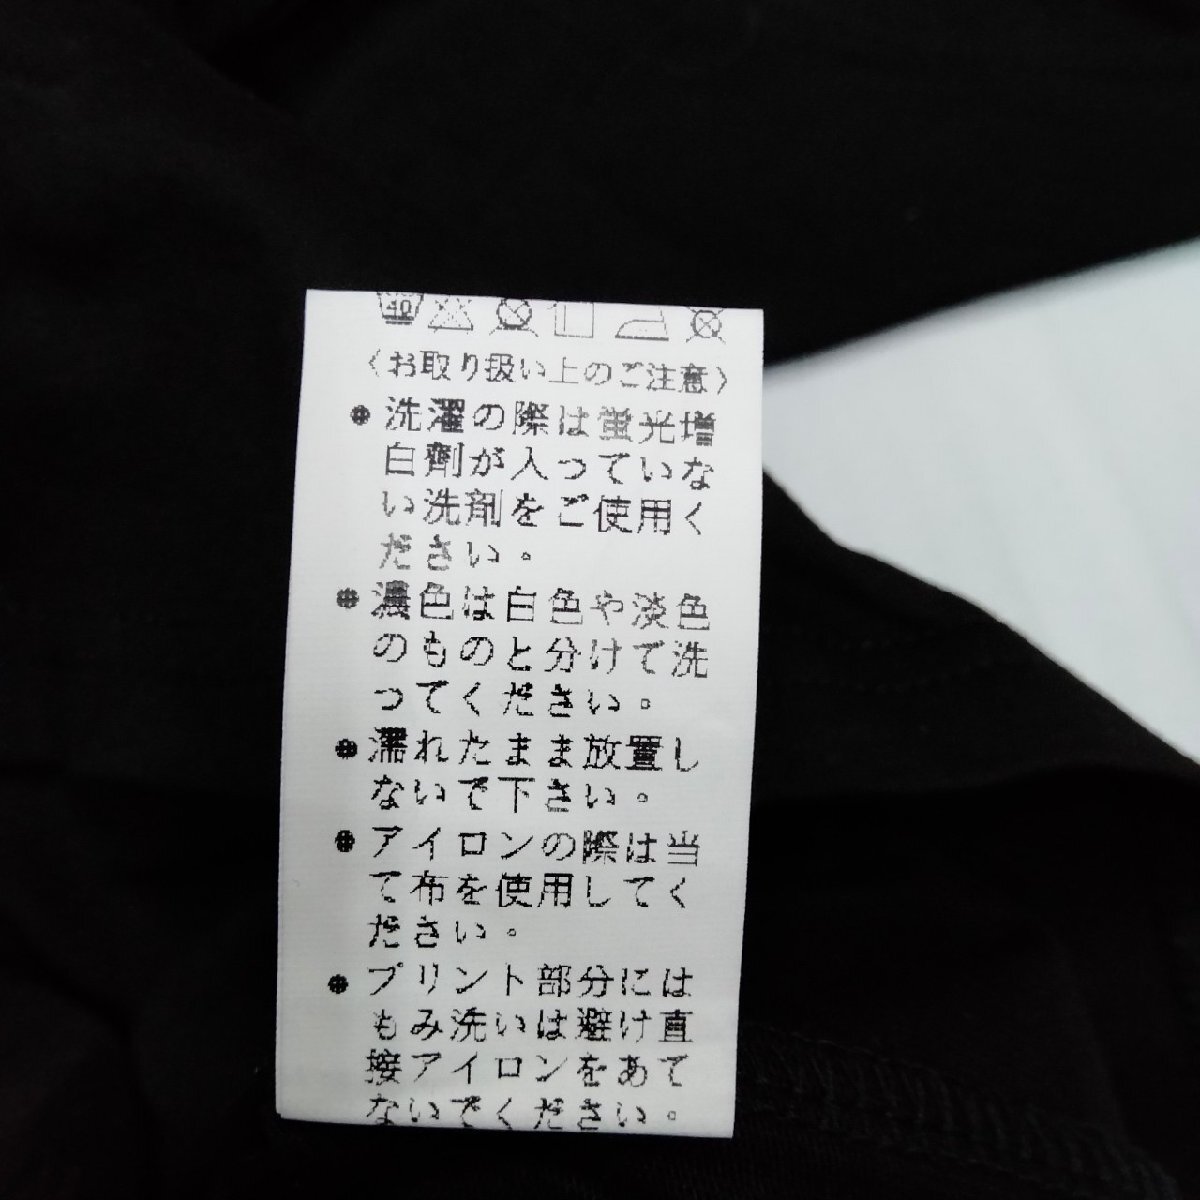 40
〈お取り扱い上のご注意〉
●洗濯の際は蛍光増
白剤が入っていな
い洗剤をご使用く
ださい。
●濃色は白色や淡色
のものと分けて洗
ってください。
●濡れたまま放置し
ないで下さい。
●アイロンの際は当
て布を使用してく
ださい。
●プリント部分には
もみ洗いは避け直
接アイロンをあて
ないでください。